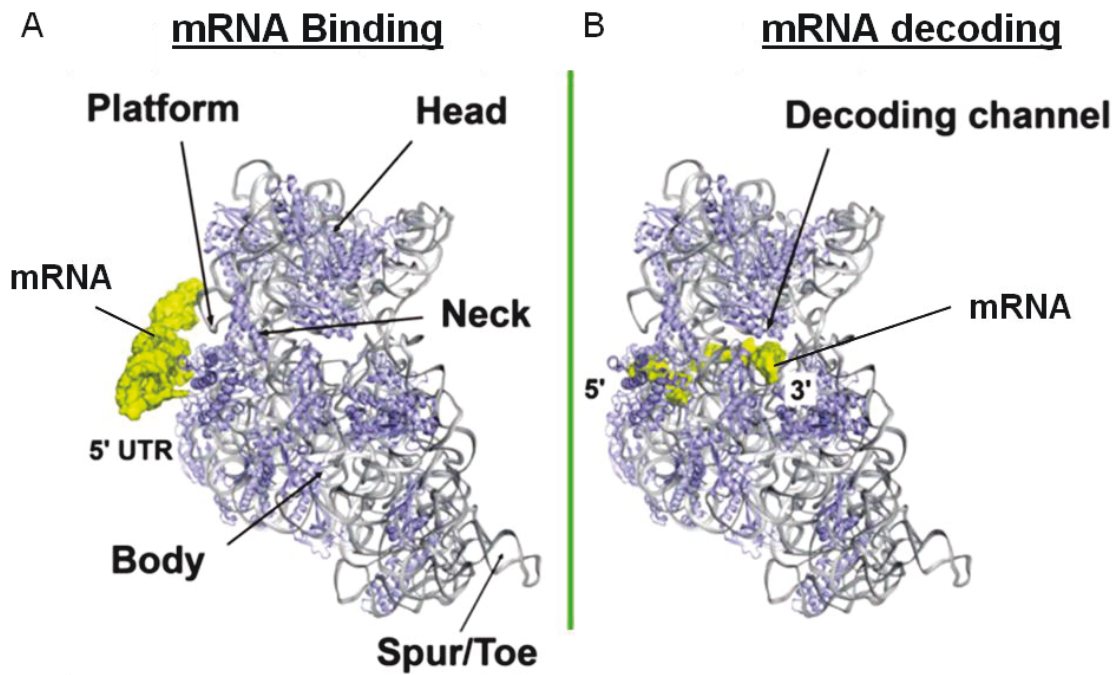 A
mRNA Binding
Platform
Head
mRNA
Neck
5' UTR
Body
Spur/Toe
B
mRNA decoding
Decoding channel
mRNA
5'
3'